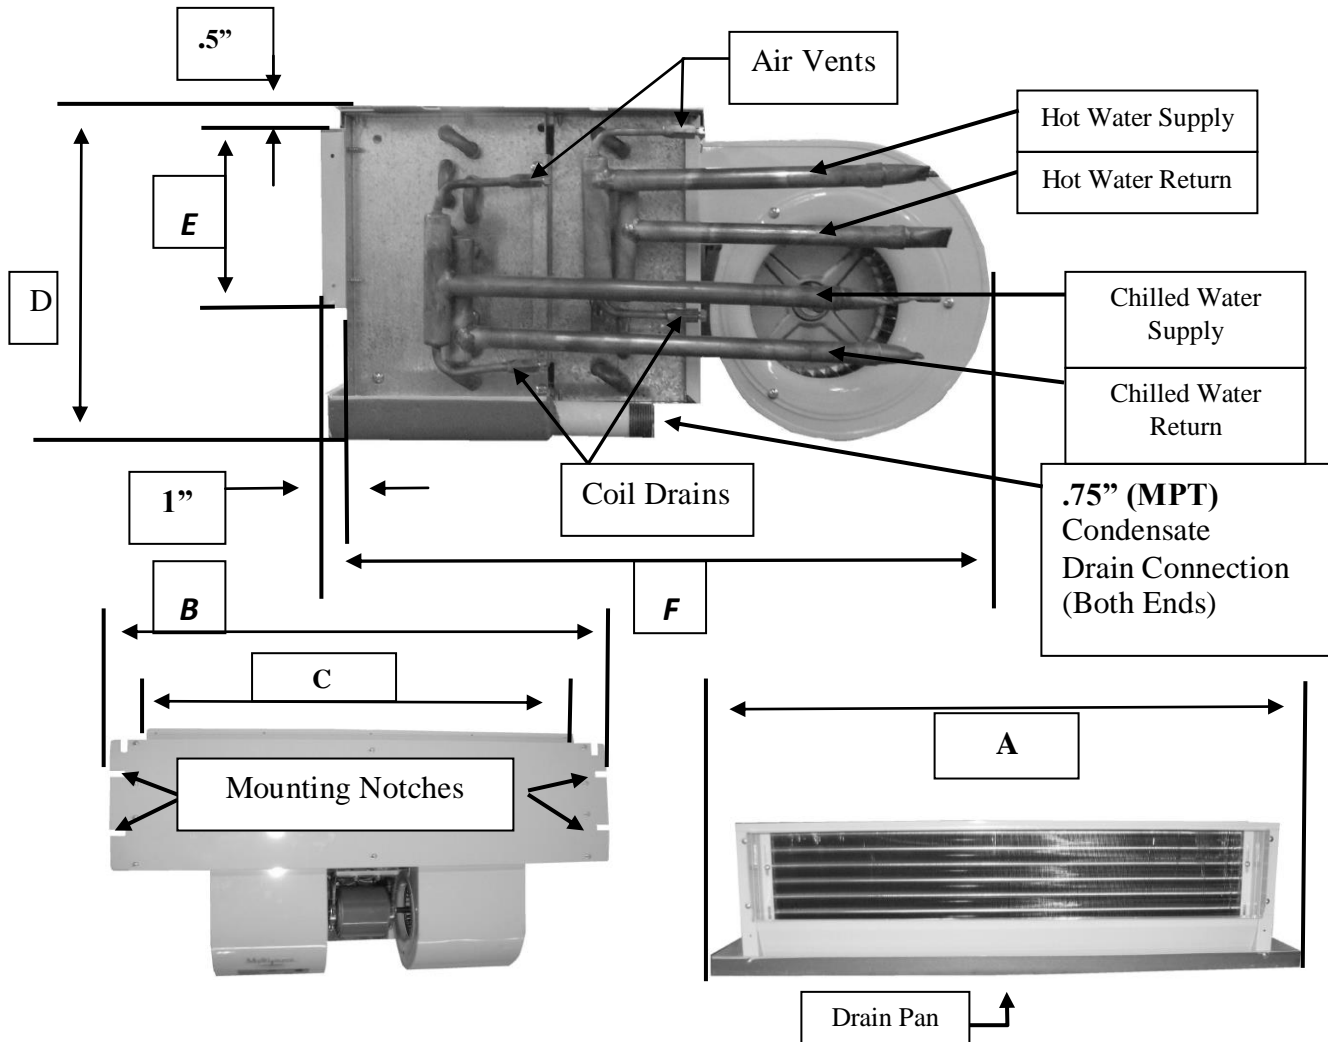 .5”
Air Vents
Hot Water Supply
Hot Water Return
E
D
Chilled Water
Supply
Chilled Water
Return
1”
Coil Drains
.75” (MPT)
Condensate
Drain Connection
(Both Ends)
B
F
C
A
Mounting Notches
Drain Pan